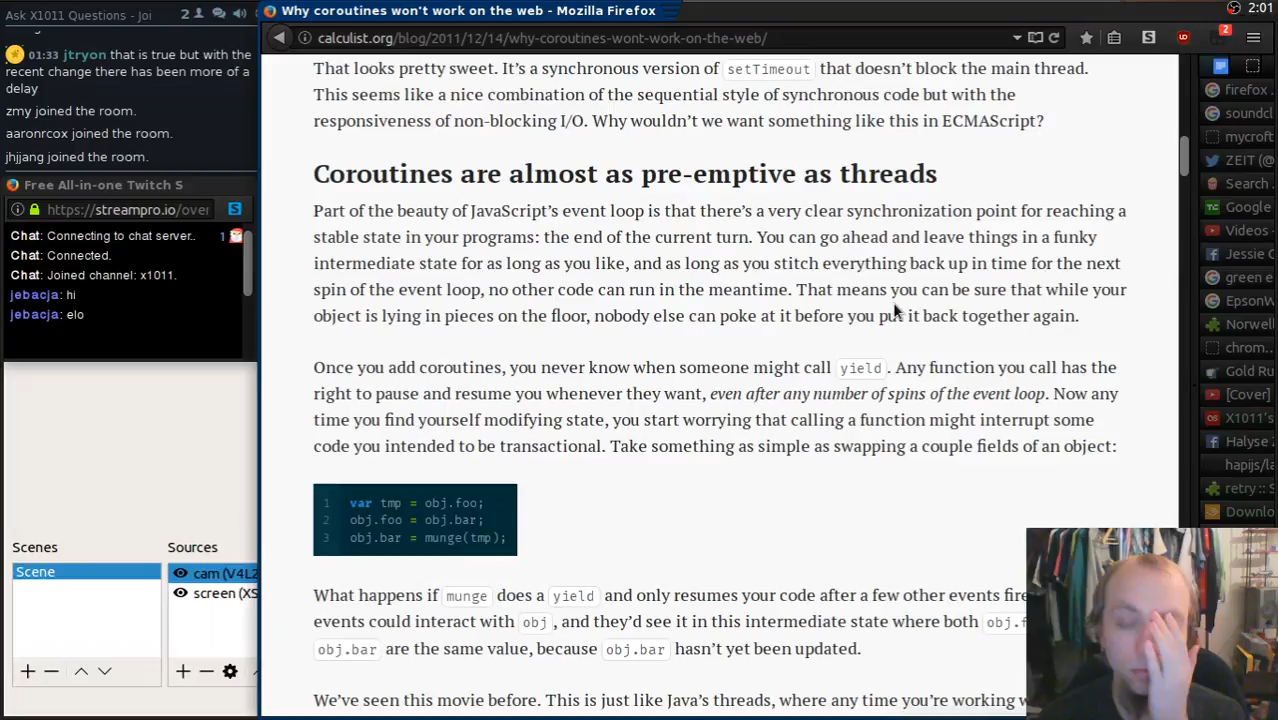 Ask X1011 Questions - Joi
2
01:33 jtryon that is true but with the
recent change there has been more of a
delay
zmy joined the room.
aaronrcox joined the room.
jhjjang joined the room.
Free All-in-one Twitch S
https://streampro.io/over
Chat: Connecting to chat server..
1
Chat: Connected.
Chat: Joined channel: x1011.
jebacja: hi
jebacja: elo
Scenes
Sources
Scene
cam (V4L2
screen (XS
Why coroutines won't work on the web - Mozilla Firefox
2:01
calculist.org/blog/2011/12/14/why-coroutines-wont-work-on-the-web/
2
That looks pretty sweet. It's a synchronous version of setTimeout that doesn't block the main thread.
This seems like a nice combination of the sequential style of synchronous code but with the
responsiveness of non-blocking I/O. Why wouldn't we want something like this in ECMAScript?
Coroutines are almost as pre-emptive as threads
Part of the beauty of JavaScript's event loop is that there's a very clear synchronization point for reaching a
stable state in your programs: the end of the current turn. You can go ahead and leave things in a funky
intermediate state for as long as you like, and as long as you stitch everything back up in time for the next
spin of the event loop, no other code can run in the meantime. That means you can be sure that while your
object is lying in pieces on the floor, nobody else can poke at it before you put it back together again.
Once you add coroutines, you never know when someone might call yield. Any function you call has the
right to pause and resume you whenever they want, even after any number of spins of the event loop. Now any
time you find yourself modifying state, you start worrying that calling a function might interrupt some
code you intended to be transactional. Take something as simple as swapping a couple fields of an object:
1 var tmp = obj.foo;
2 obj.foo = obj.bar;
3 obj.bar = munge(tmp);
What happens if munge does a yield and only resumes your code after a few other events fire
events could interact with obj, and they'd see it in this intermediate state where both obj.f
obj.bar are the same value, because obj.bar hasn't yet been updated.
We've seen this movie before. This is just like Java's threads, where any time you're working
firefox
soundcl
mycroft
ZEIT (@
Search
Google
Videos -
Jessie C
green e
EpsonW
Norwell
chrom...
Gold Ru
[Cover]
X1011's
Halyse Z
hapijs/l
retry :: S
Downlo